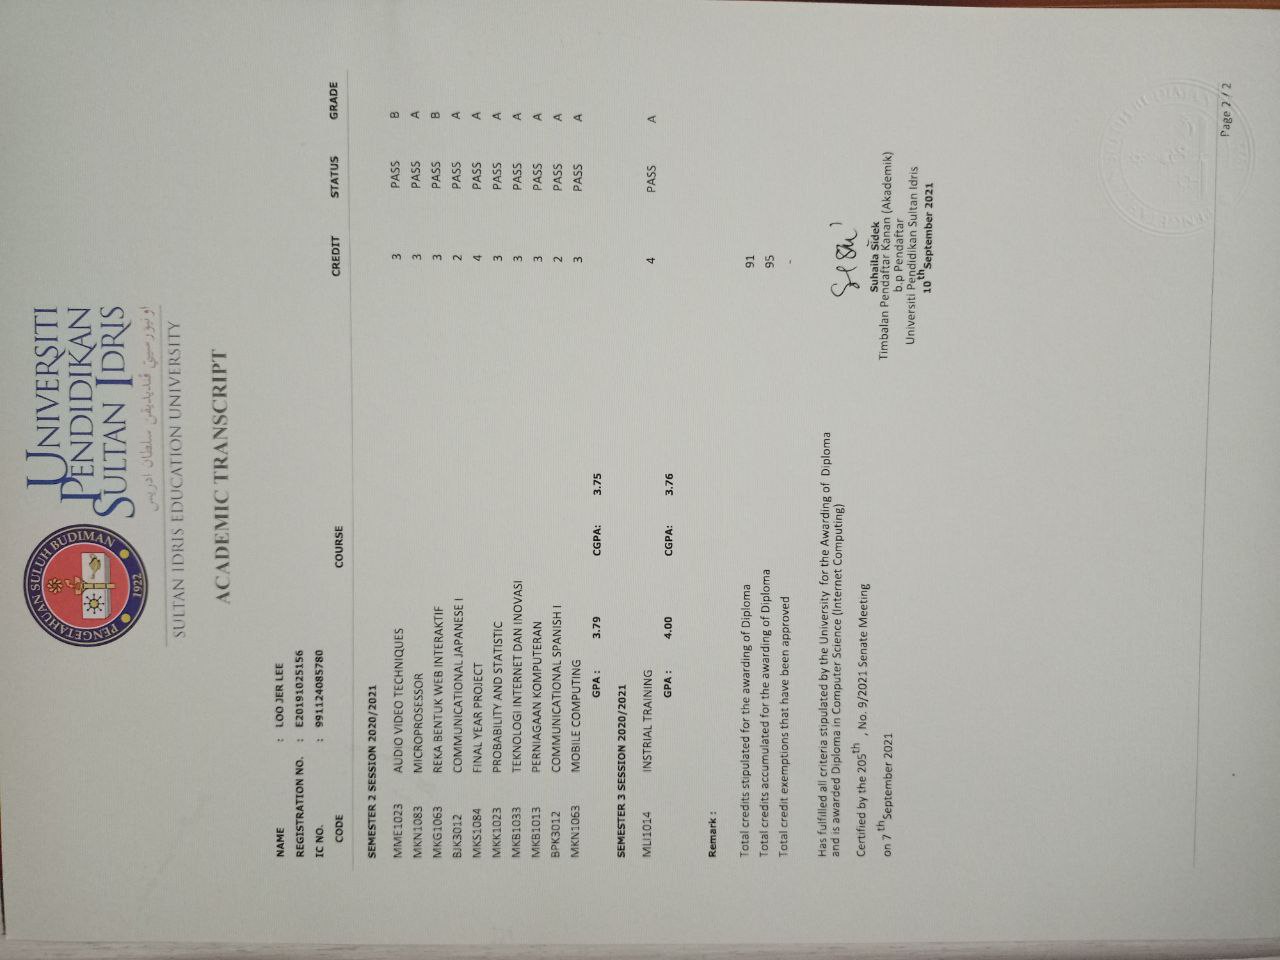 PENGETAHUAN SULUH BUDIMAN
1922
UNIVERSITI
PENDIDIKAN
SULTAN IDRIS
اونيۏرسيتي ڤنديديقن سلطان ادريس
SULTAN IDRIS EDUCATION UNIVERSITY
ACADEMIC TRANSCRIPT
NAME : LOO JER LEE
REGISTRATION NO. : E20191025156
IC NO. : 991124085780
CODE COURSE CREDIT STATUS GRADE
SEMESTER 2 SESSION 2020/2021
MME1023 AUDIO VIDEO TECHNIQUES 3 PASS B
MKN1083 MICROPROSESSOR 3 PASS A
MKG1063 REKA BENTUK WEB INTERAKTIF 3 PASS B
BJK3012 COMMUNICATIONAL JAPANESE I 2 PASS A
MKS1084 FINAL YEAR PROJECT 4 PASS A
MKK1023 PROBABILITY AND STATISTIC 3 PASS A
MKB1033 TEKNOLOGI INTERNET DAN INOVASI 3 PASS A
MKB1013 PERNIAGAAN KOMPUTERAN 3 PASS A
BPK3012 COMMUNICATIONAL SPANISH I 2 PASS A
MKN1063 MOBILE COMPUTING 3 PASS A
GPA : 3.79 CGPA: 3.75
SEMESTER 3 SESSION 2020/2021
MLI1014 INSTRIAL TRAINING 4 PASS A
GPA : 4.00 CGPA: 3.76
Remark :
Total credits stipulated for the awarding of Diploma 91
Total credits accumulated for the awarding of Diploma 95
Total credit exemptions that have been approved -
Has fulfilled all criteria stipulated by the University for the Awarding of Diploma
and is awarded Diploma in Computer Science (Internet Computing)
Certified by the 205th , No. 9/2021 Senate Meeting
on 7th September 2021
Suhaila Sidek
Timbalan Pendaftar Kanan (Akademik)
b.p Pendaftar
Universiti Pendidikan Sultan Idris
10th September 2021
Page 2 / 2